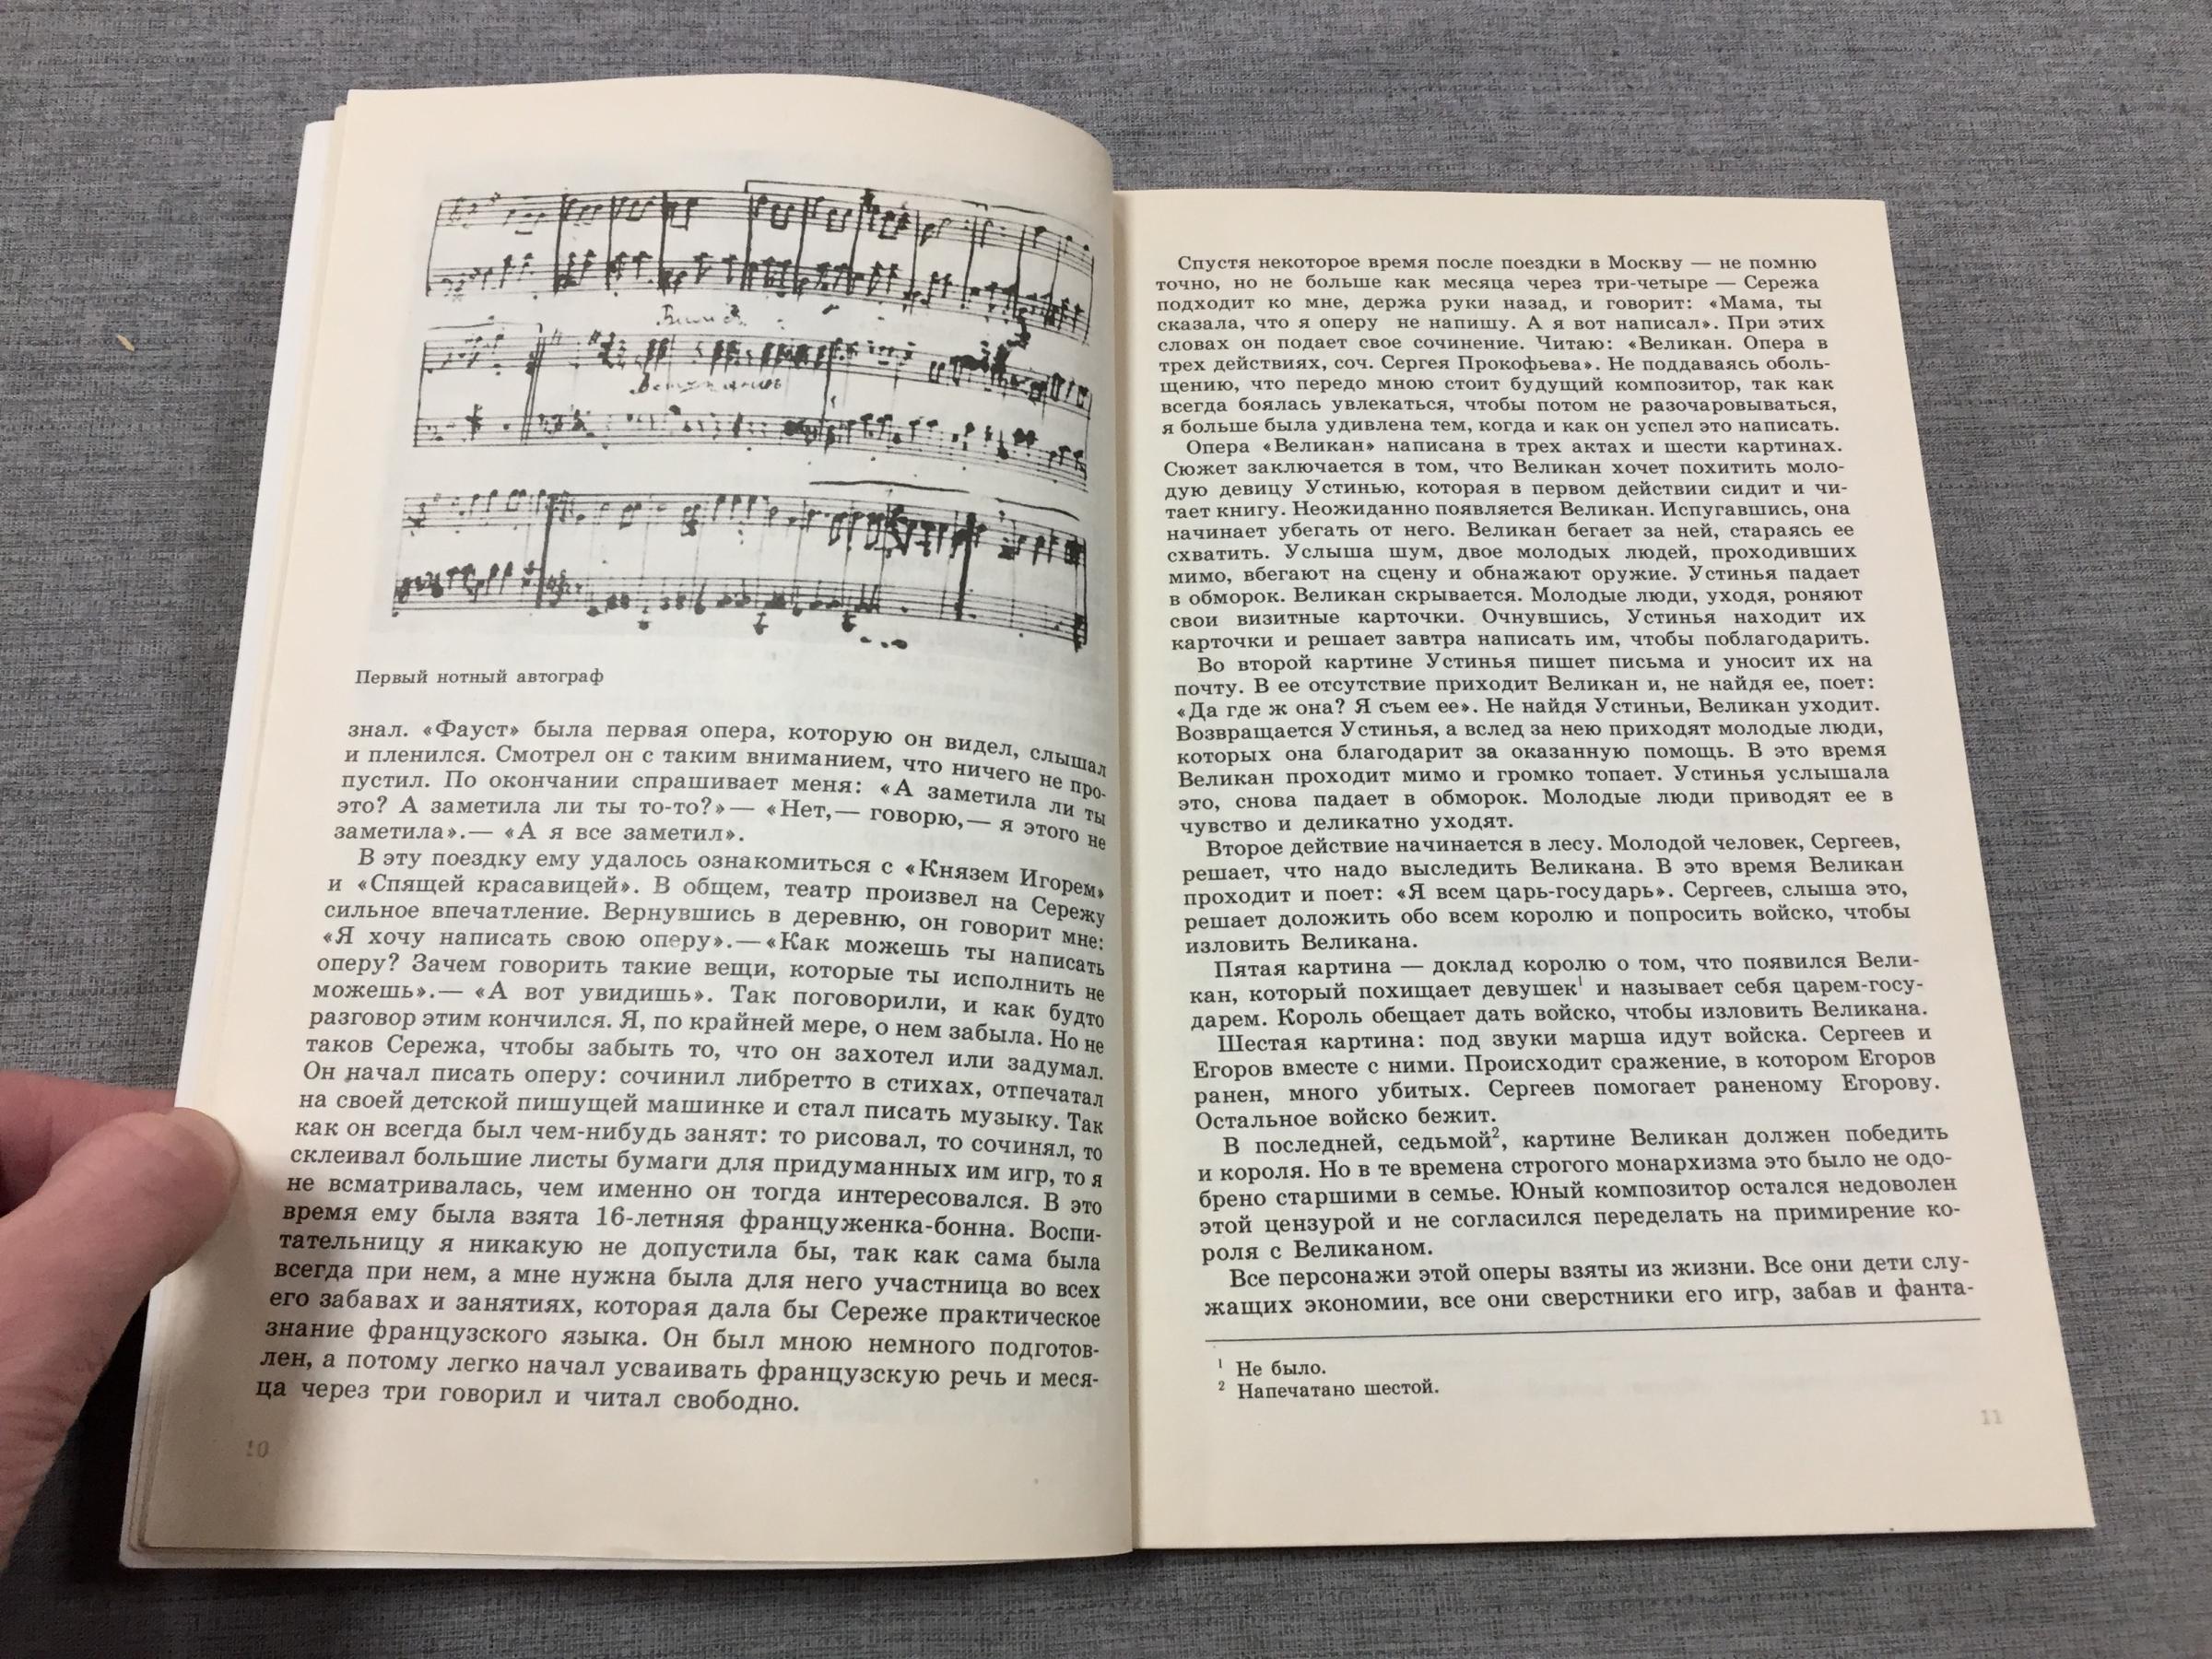 Вступление
Первый нотный автограф
знал. «Фауст» была первая опера, которую он видел, слышал
и пленился. Смотрел он с таким вниманием, что ничего не про-
пустил. По окончании спрашивает меня: «А заметила ли ты
это? А заметила ли ты то-то?»— «Нет,— говорю,— я этого не
заметила».— «А я все заметил».
В эту поездку ему удалось ознакомиться с «Князем Игорем»
и «Спящей красавицей». В общем, театр произвел на Сережу
сильное впечатление. Вернувшись в деревню, он говорит мне:
«Я хочу написать свою оперу».—«Как можешь ты написать
оперу? Зачем говорить такие вещи, которые ты исполнить не
можешь».— «А вот увидишь». Так поговорили, и как будто
разговор этим кончился. Я, по крайней мере, о нем забыла. Но не
таков Сережа, чтобы забыть то, что он захотел или задумал.
Он начал писать оперу: сочинил либретто в стихах, отпечатал
на своей детской пишущей машинке и стал писать музыку. Так
как он всегда был чем-нибудь занят: то рисовал, то сочинял, то
склеивал большие листы бумаги для придуманных им игр, то я
не всматривалась, чем именно он тогда интересовался. В это
время ему была взята 16-летняя француженка-бонна. Воспи-
тательницу я никакую не допустила бы, так как сама была
всегда при нем, а мне нужна была для него участница во всех
его забавах и занятиях, которая дала бы Сереже практическое
знание французского языка. Он был мною немного подготов-
лен, а потому легко начал усваивать французскую речь и меся-
ца через три говорил и читал свободно.
10
Спустя некоторое время после поездки в Москву — не помню
точно, но не больше как месяца через три-четыре — Сережа
подходит ко мне, держа руки назад, и говорит: «Мама, ты
сказала, что я оперу не напишу. А я вот написал». При этих
словах он подает свое сочинение. Читаю: «Великан. Опера в
трех действиях, соч. Сергея Прокофьева». Не поддаваясь оболь-
щению, что передо мною стоит будущий композитор, так как
всегда боялась увлекаться, чтобы потом не разочаровываться,
я больше была удивлена тем, когда и как он успел это написать.
Опера «Великан» написана в трех актах и шести картинах.
Сюжет заключается в том, что Великан хочет похитить моло-
дую девицу Устинью, которая в первом действии сидит и чи-
тает книгу. Неожиданно появляется Великан. Испугавшись, она
начинает убегать от него. Великан бегает за ней, стараясь ее
схватить. Услыша шум, двое молодых людей, проходивших
мимо, вбегают на сцену и обнажают оружие. Устинья падает
в обморок. Великан скрывается. Молодые люди, уходя, роняют
свои визитные карточки. Очнувшись, Устинья находит их
карточки и решает завтра написать им, чтобы поблагодарить.
Во второй картине Устинья пишет письма и уносит их на
почту. В ее отсутствие приходит Великан и, не найдя ее, поет:
«Да где ж она? Я съем ее». Не найдя Устиньи, Великан уходит.
Возвращается Устинья, а вслед за нею приходят молодые люди,
которых она благодарит за оказанную помощь. В это время
Великан проходит мимо и громко топает. Устинья услышала
это, снова падает в обморок. Молодые люди приводят ее в
чувство и деликатно уходят.
Второе действие начинается в лесу. Молодой человек, Сергеев,
решает, что надо выследить Великана. В это время Великан
проходит и поет: «Я всем царь-государь». Сергеев, слыша это,
решает доложить обо всем королю и попросить войско, чтобы
изловить Великана.
Пятая картина — доклад королю о том, что появился Вели-
кан, который похищает девушек¹ и называет себя царем-госу-
дарем. Король обещает дать войско, чтобы изловить Великана.
Шестая картина: под звуки марша идут войска. Сергеев и
Егоров вместе с ними. Происходит сражение, в котором Егоров
ранен, много убитых. Сергеев помогает раненому Егорову.
Остальное войско бежит.
В последней, седьмой², картине Великан должен победить
и короля. Но в те времена строгого монархизма это было не одо-
брено старшими в семье. Юный композитор остался недоволен
этой цензурой и не согласился переделать на примирение ко-
роля с Великаном.
Все персонажи этой оперы взяты из жизни. Все они дети слу-
жащих экономии, все они сверстники его игр, забав и фанта-
¹ Не было.
² Напечатано шестой.
11